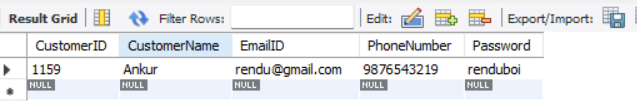 Result Grid Filter Rows: Edit: Export/Import:
CustomerID CustomerName EmailID PhoneNumber Password
1159 Ankur rendu@gmail.com 9876543219 renduboi
NULL NULL NULL NULL NULL